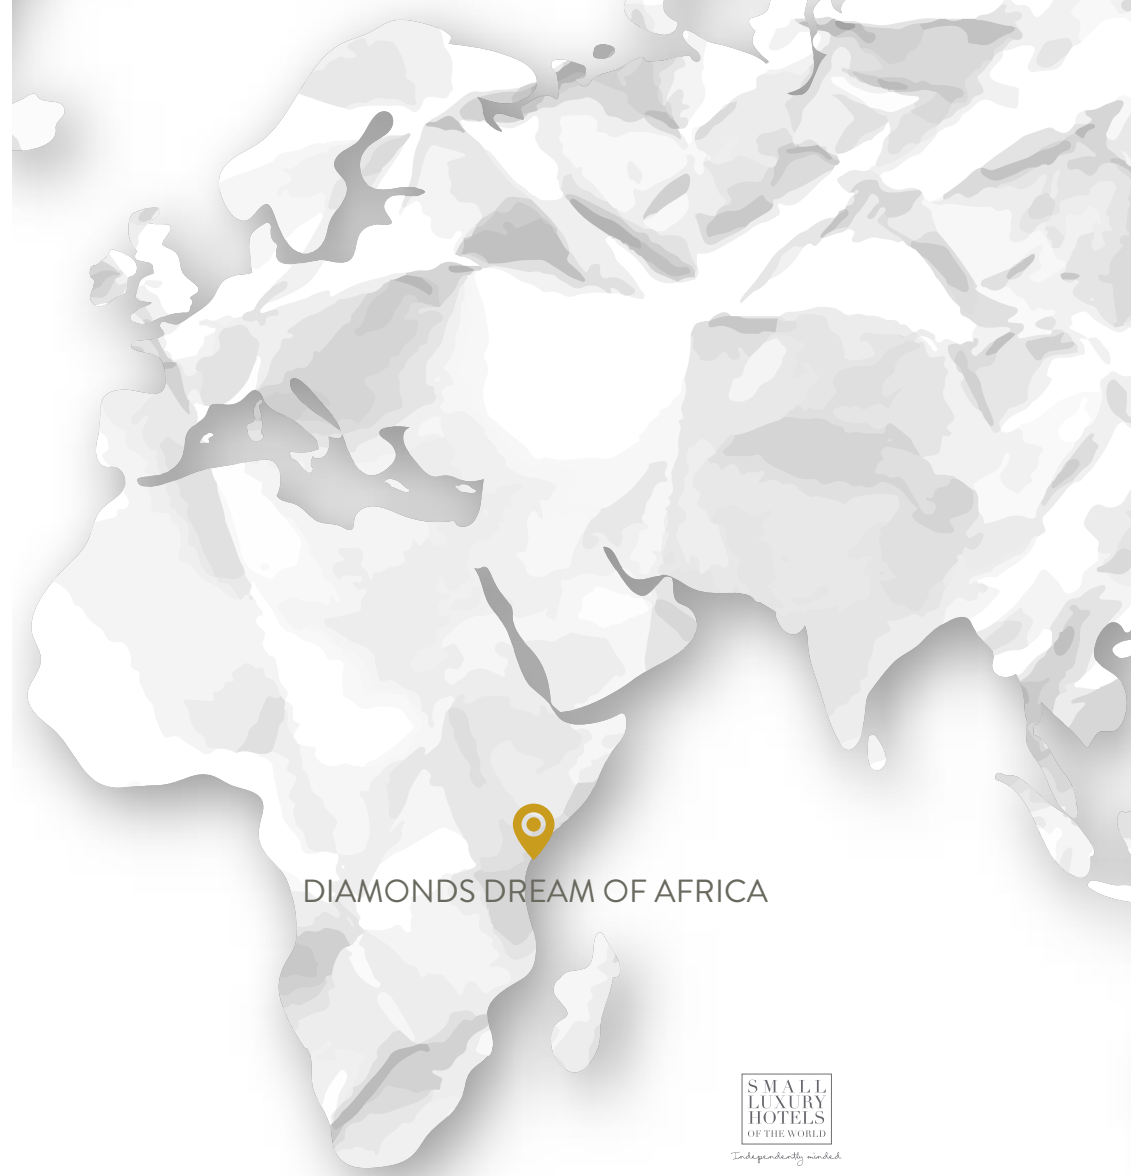 DIAMONDS DREAM OF AFRICA
SMALL
LUXURY
HOTELS
OF THE WORLD
Independently minded